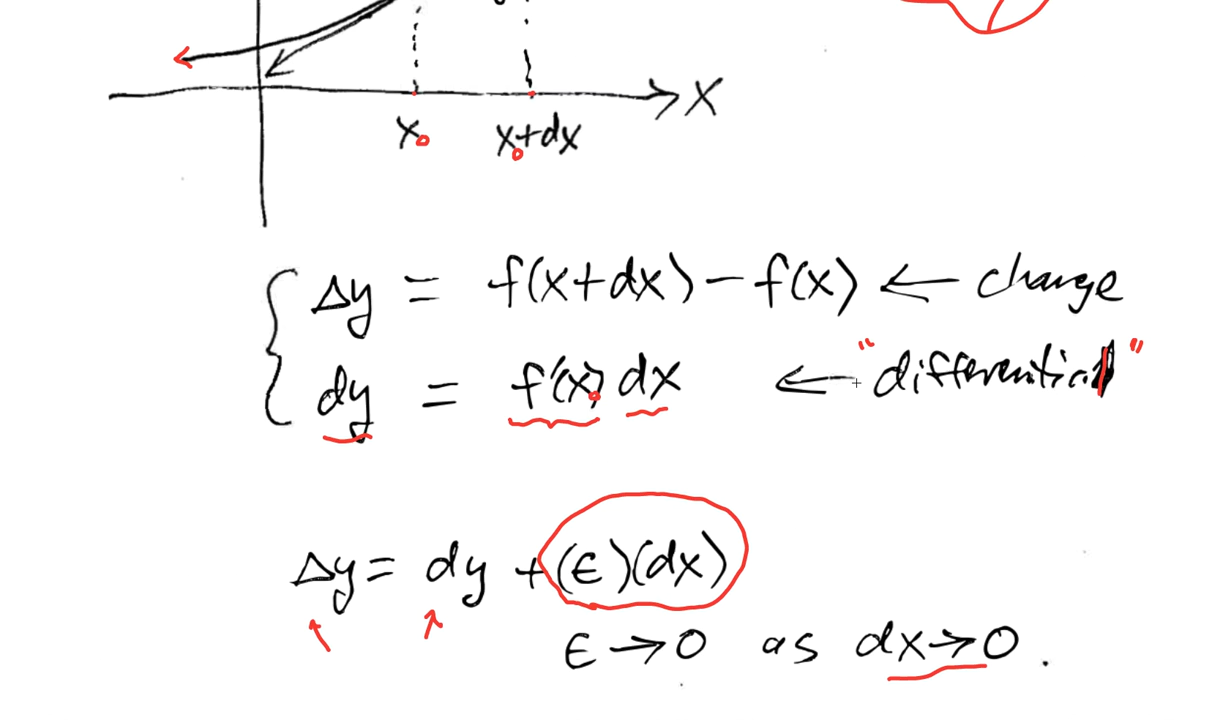 X
x₀ x₀+dx
Δy = f(x+dx) - f(x) ← change
dy = f'(x₀) dx ← "differential"
Δy = dy + (ε)(dx)
ε → 0 as dx → 0.